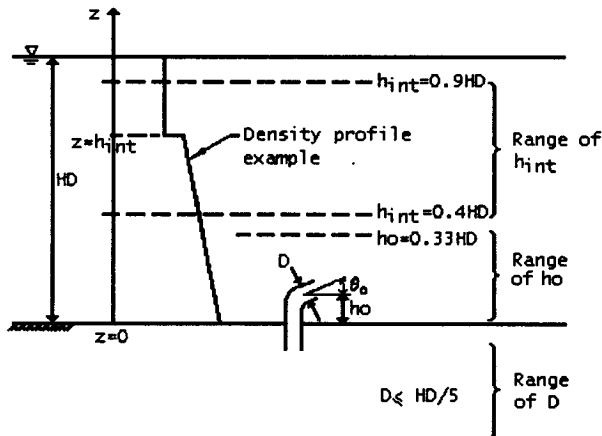 z
h_int=0.9HD
z=h_int
Density profile
example
Range of
h_int
HD
h_int=0.4HD
ho=0.33HD
D
θ_o
ho
Range
of ho
z=0
D⩽ HD/5
Range
of D